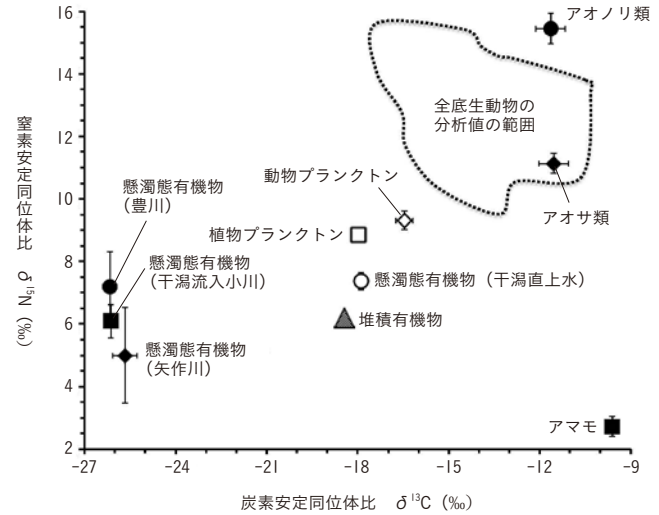 16
14
12
10
8
6
4
2
-27
-24
-21
-18
-15
-12
-9
窒素安定同位体比 δ¹⁵N（‰）
炭素安定同位体比 δ¹³C（‰）
アオノリ類
全底生動物の
分析値の範囲
アオサ類
動物プランクトン
植物プランクトン
懸濁態有機物
（豊川）
懸濁態有機物
（干潟流入小川）
懸濁態有機物（干潟直上水）
堆積有機物
懸濁態有機物
（矢作川）
アマモ